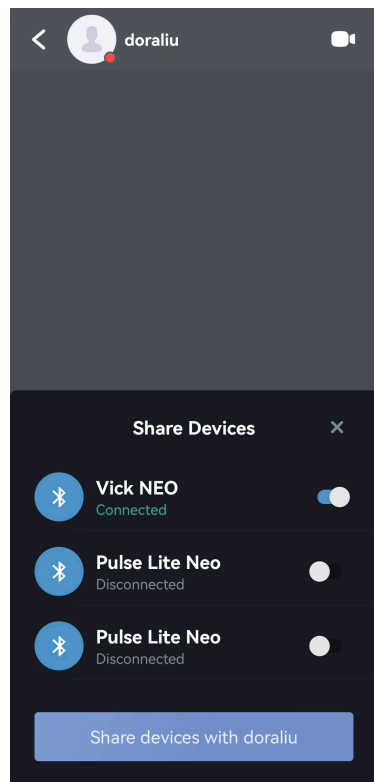 doraliu
Share Devices
Vick NEO
Connected
Pulse Lite Neo
Disconnected
Pulse Lite Neo
Disconnected
Share devices with doraliu